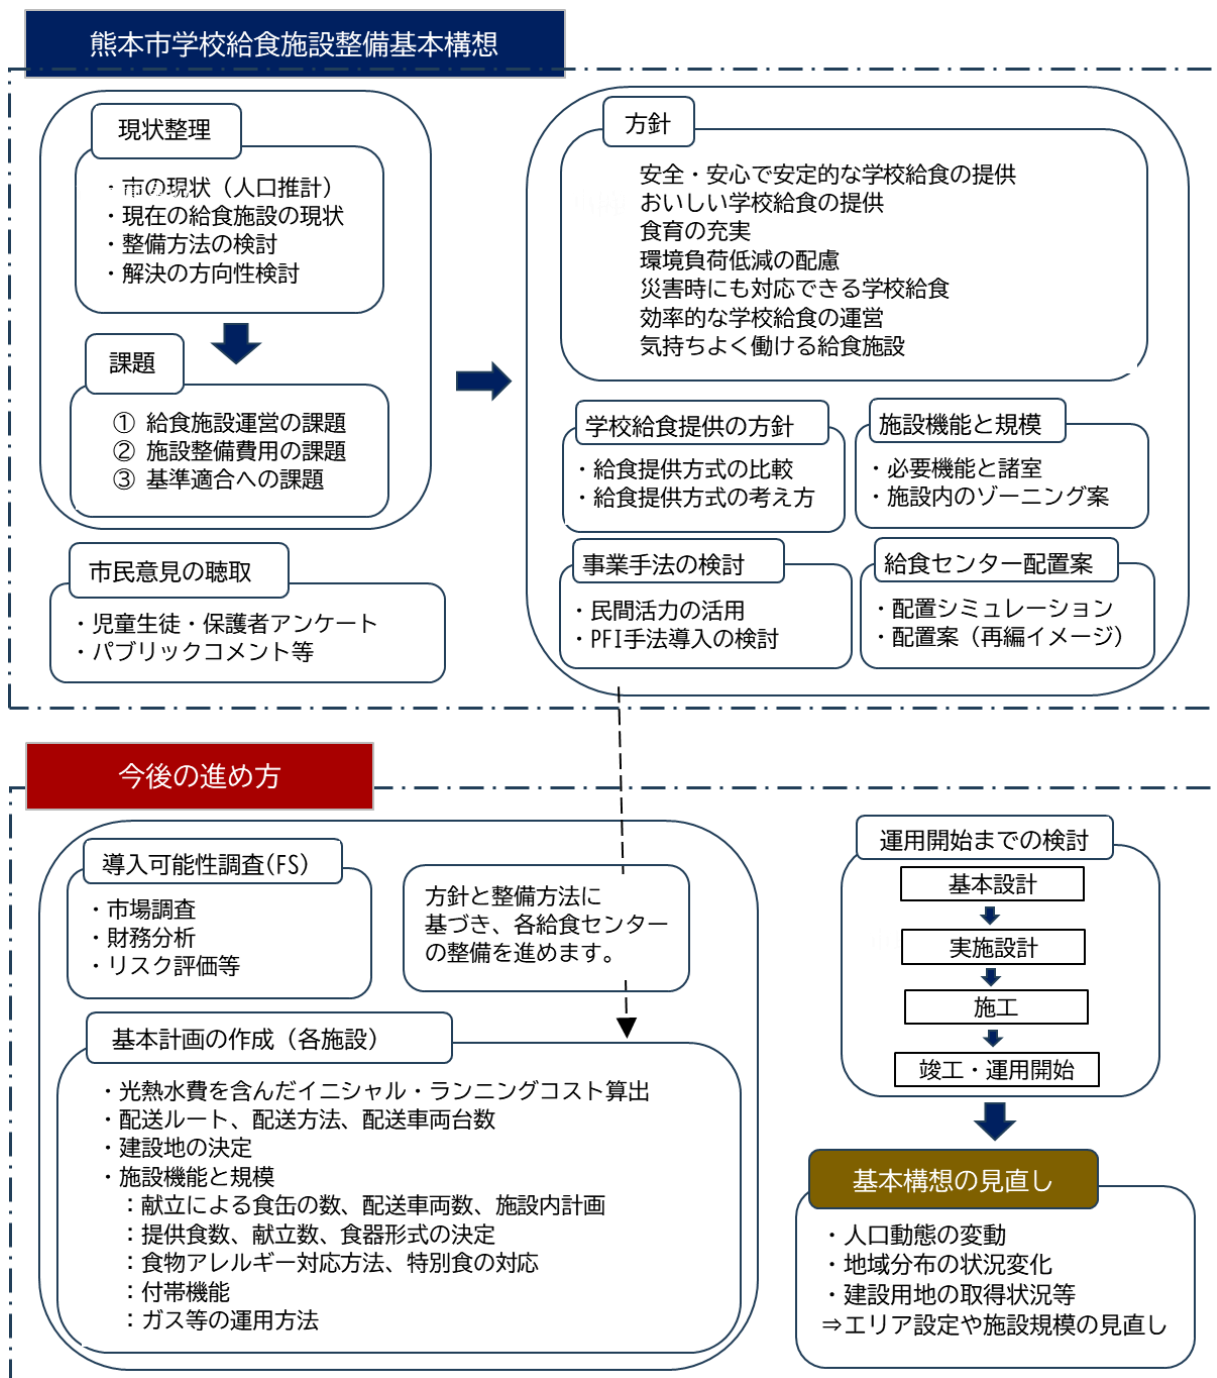 熊本市学校給食施設整備基本構想
現状整理
・市の現状（人口推計）
・現在の給食施設の現状
・整備方法の検討
・解決の方向性検討
課題
① 給食施設運営の課題
② 施設整備費用の課題
③ 基準適合への課題
市民意見の聴取
・児童生徒・保護者アンケート
・パブリックコメント等
方針
安全・安心で安定的な学校給食の提供
おいしい学校給食の提供
食育の充実
環境負荷低減の配慮
災害時にも対応できる学校給食
効率的な学校給食の運営
気持ちよく働ける給食施設
学校給食提供の方針
・給食提供方式の比較
・給食提供方式の考え方
施設機能と規模
・必要機能と諸室
・施設内のゾーニング案
事業手法の検討
・民間活力の活用
・PFI手法導入の検討
給食センター配置案
・配置シミュレーション
・配置案（再編イメージ）
今後の進め方
導入可能性調査(FS)
・市場調査
・財務分析
・リスク評価等
方針と整備方法に
基づき、各給食センター
の整備を進めます。
基本計画の作成（各施設）
・光熱水費を含んだイニシャル・ランニングコスト算出
・配送ルート、配送方法、配送車両台数
・建設地の決定
・施設機能と規模
：献立による食缶の数、配送車両数、施設内計画
：提供食数、献立数、食器形式の決定
：食物アレルギー対応方法、特別食の対応
：付帯機能
：ガス等の運用方法
運用開始までの検討
基本設計
実施設計
施工
竣工・運用開始
基本構想の見直し
・人口動態の変動
・地域分布の状況変化
・建設用地の取得状況等
⇒エリア設定や施設規模の見直し